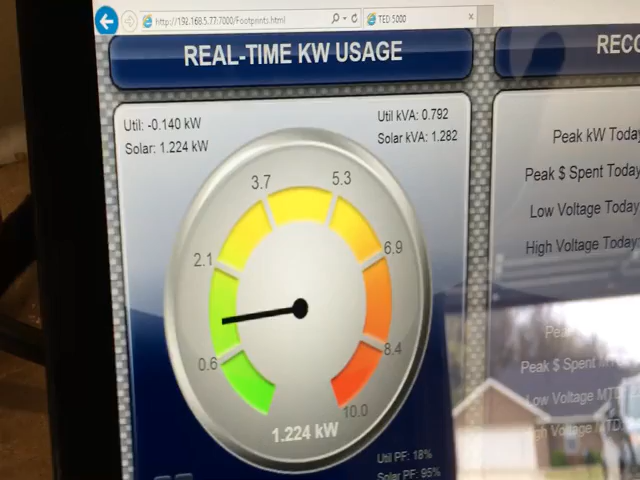 http://192.168.5.77:7000/Footprints.html
TED 5000
REAL-TIME KW USAGE
RECO
Util: -0.140 kW
Solar: 1.224 kW
Util kVA: 0.792
Solar kVA: 1.282
Peak kW Today
Peak $ Spent Today
Low Voltage Today
High Voltage Today:
0.6
2.1
3.7
5.3
6.9
8.4
10.0
1.224 kW
Util PF: 18%
Solar PF: 95%
Peak $ Spent MT
Low Voltage MTD:
High Voltage MTD: